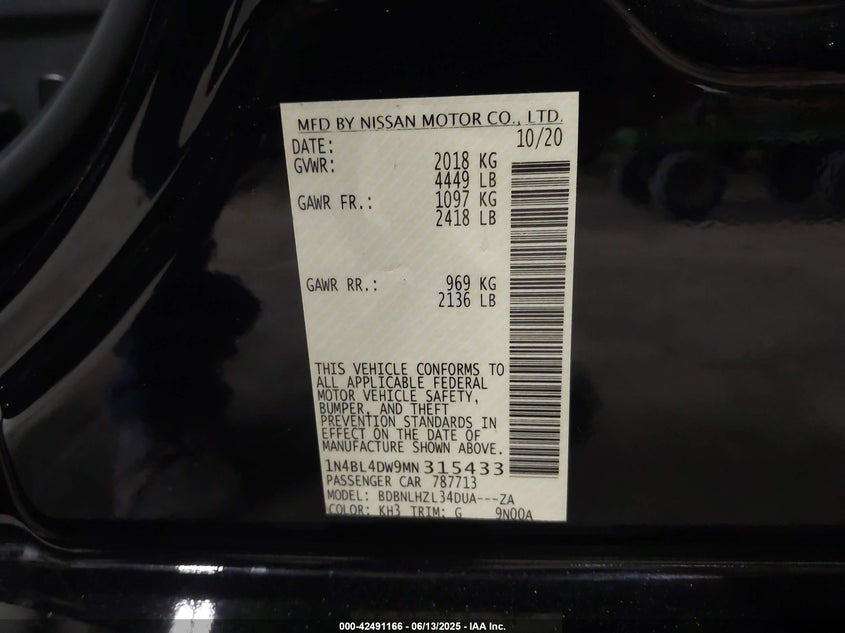 MFD BY NISSAN MOTOR CO., LTD.
DATE: 10/20
GVWR: 2018 KG
4449 LB
GAWR FR.: 1097 KG
2418 LB
GAWR RR.: 969 KG
2136 LB
THIS VEHICLE CONFORMS TO
ALL APPLICABLE FEDERAL
MOTOR VEHICLE SAFETY,
BUMPER, AND THEFT
PREVENTION STANDARDS IN
EFFECT ON THE DATE OF
MANUFACTURE SHOWN ABOVE.
1N4BL4DW9MN315433
PASSENGER CAR 787713
MODEL: BDBNLHZL34DUA---ZA
COLOR: KH3 TRIM: G 9N00A
000-42491166 - 06/13/2025 - IAA Inc.